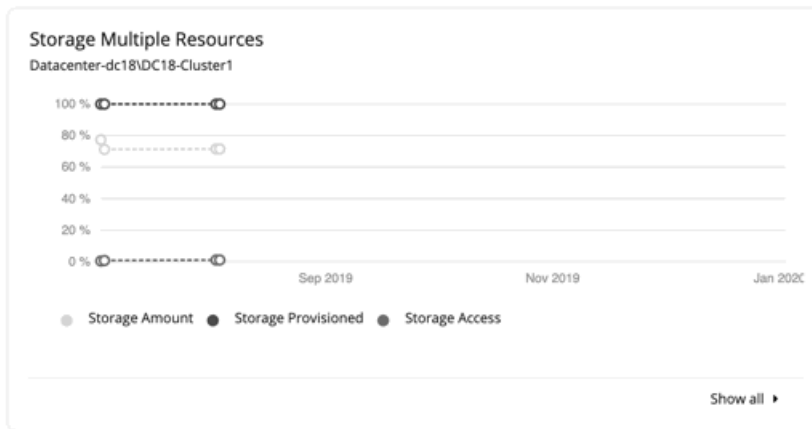 Storage Multiple Resources
Datacenter-dc18\DC18-Cluster1
100 %
80 %
60 %
40 %
20 %
0 %
Sep 2019 Nov 2019 Jan 2020
Storage Amount Storage Provisioned Storage Access
Show all